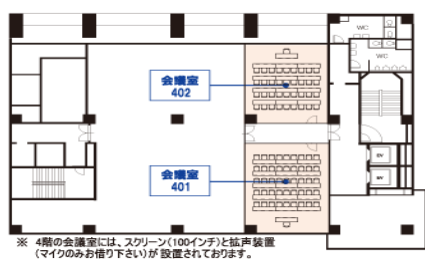 WC
WC
会議室
402
会議室
401
EV
EV
※ 4階の会議室には、スクリーン(100インチ)と拡声装置
(マイクのみお借り下さい)が設置されております。